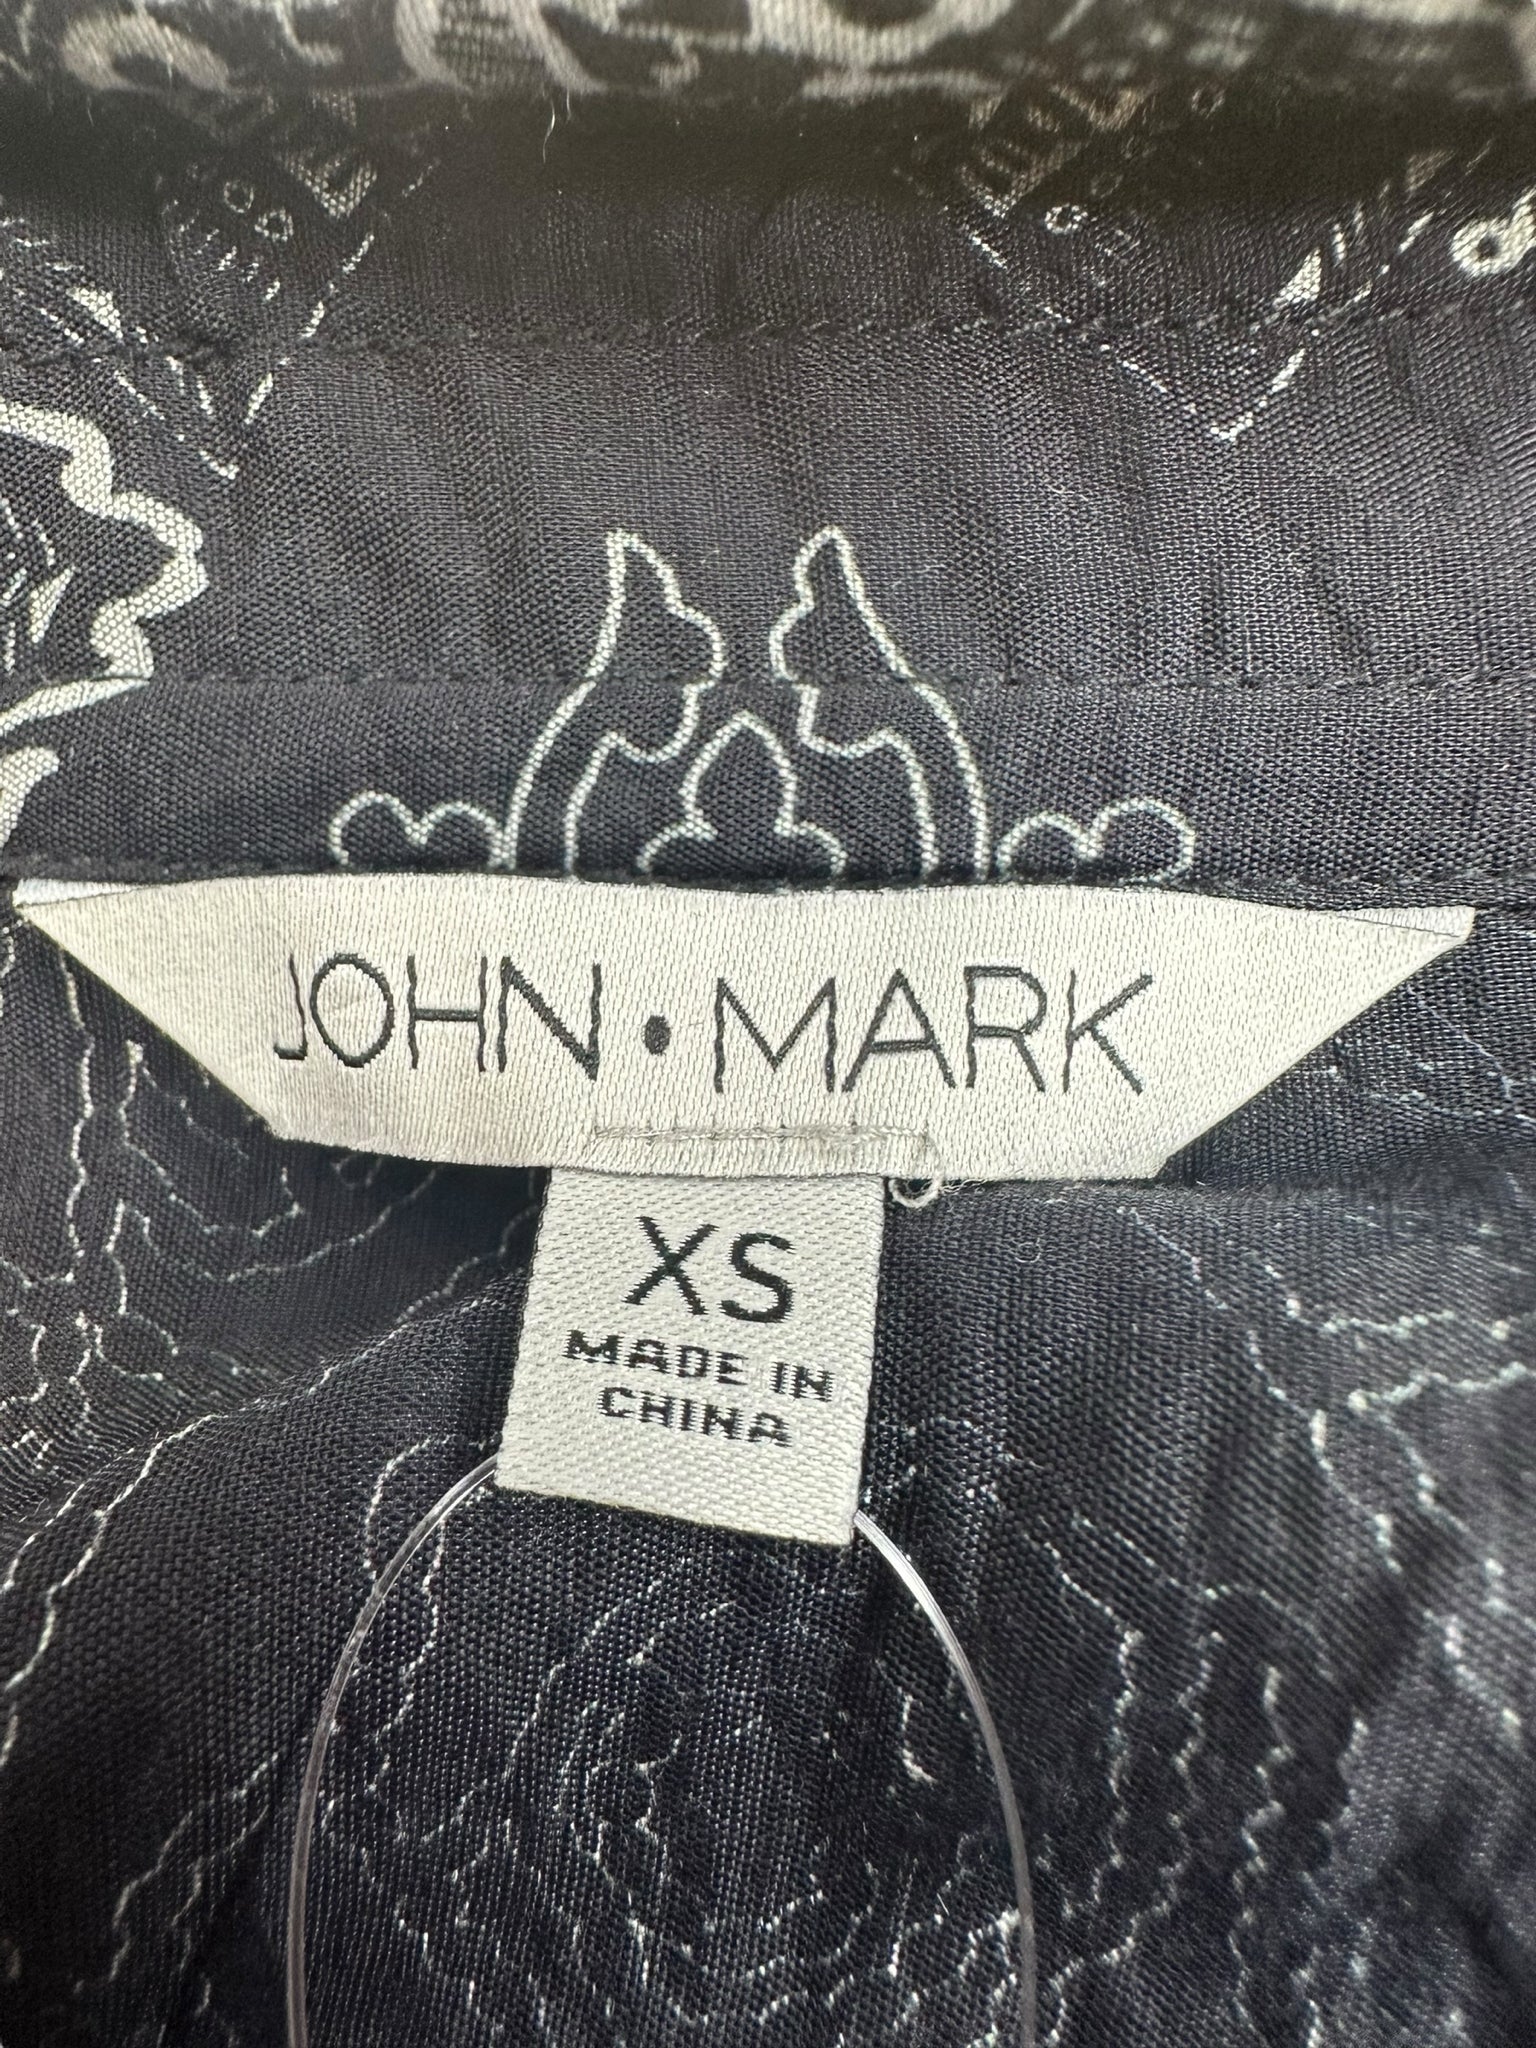 JOHN • MARK
XS
MADE IN
CHINA